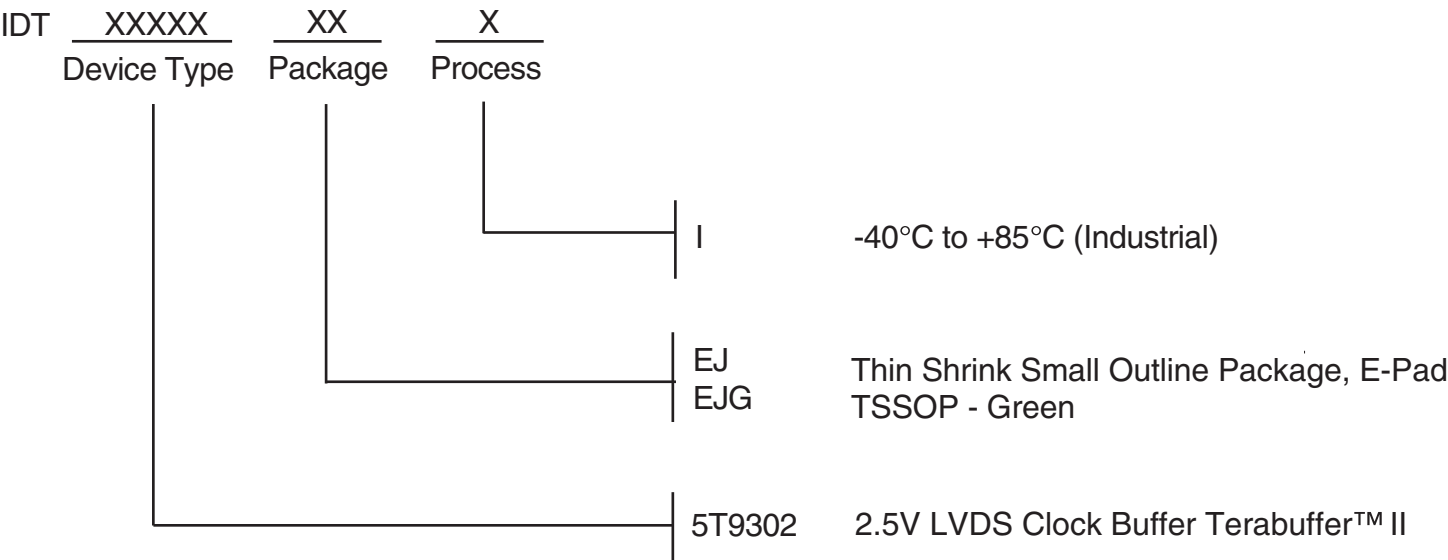 IDT XXXXX XX X
Device Type Package Process
I -40°C to +85°C (Industrial)
EJ Thin Shrink Small Outline Package, E-Pad
EJG TSSOP - Green
5T9302 2.5V LVDS Clock Buffer Terabuffer™ II